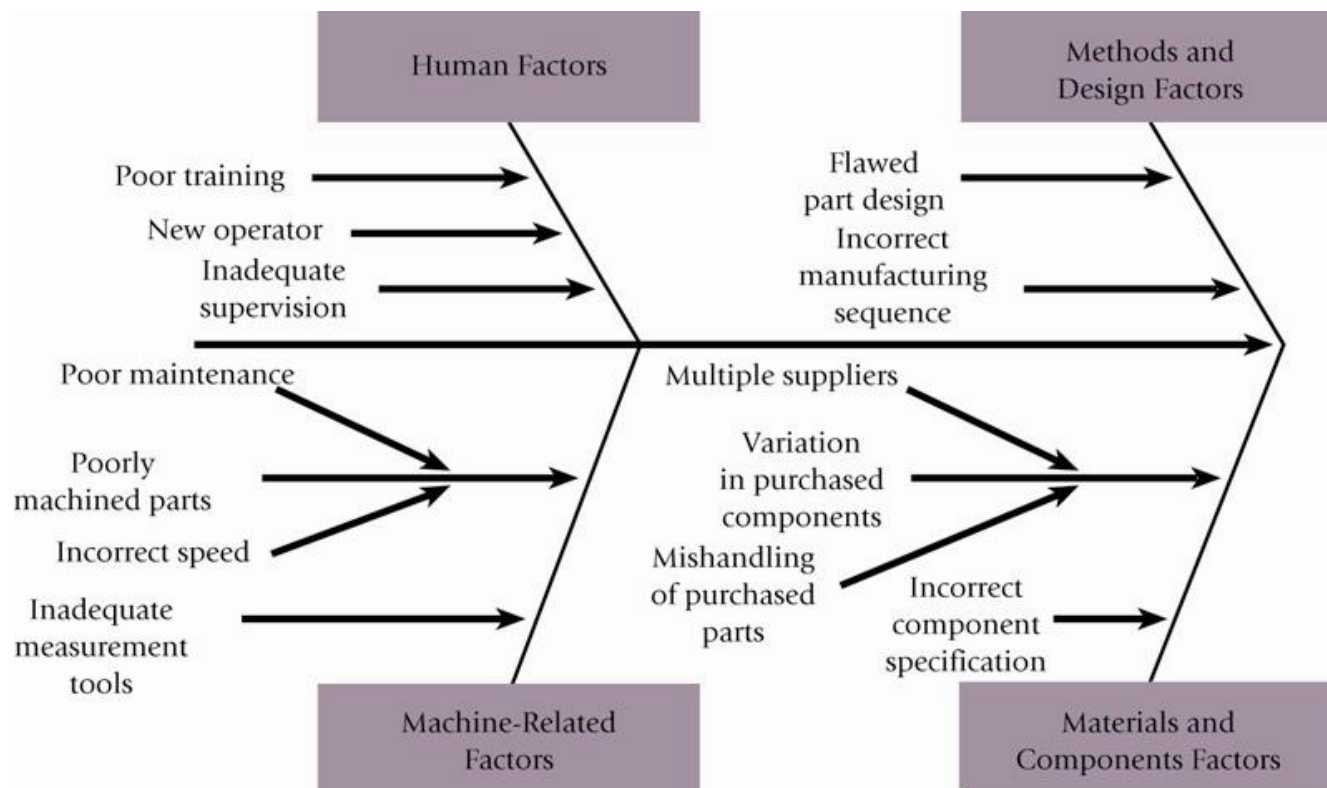 Human Factors
Methods and
Design Factors
Poor training
New operator
Inadequate
supervision
Flawed
part design
Incorrect
manufacturing
sequence
Poor maintenance
Poorly
machined parts
Incorrect speed
Inadequate
measurement
tools
Multiple suppliers
Variation
in purchased
components
Mishandling
of purchased
parts
Incorrect
component
specification
Machine-Related
Factors
Materials and
Components Factors